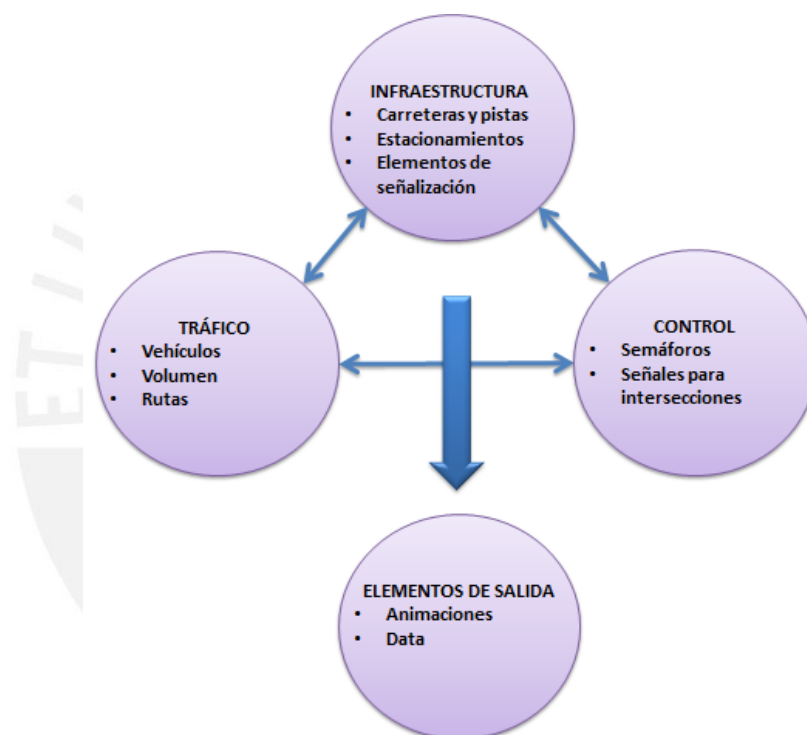 INFRAESTRUCTURA
• Carreteras y pistas
• Estacionamientos
• Elementos de
señalización
TRÁFICO
• Vehículos
• Volumen
• Rutas
CONTROL
• Semáforos
• Señales para
intersecciones
ELEMENTOS DE SALIDA
• Animaciones
• Data
ET